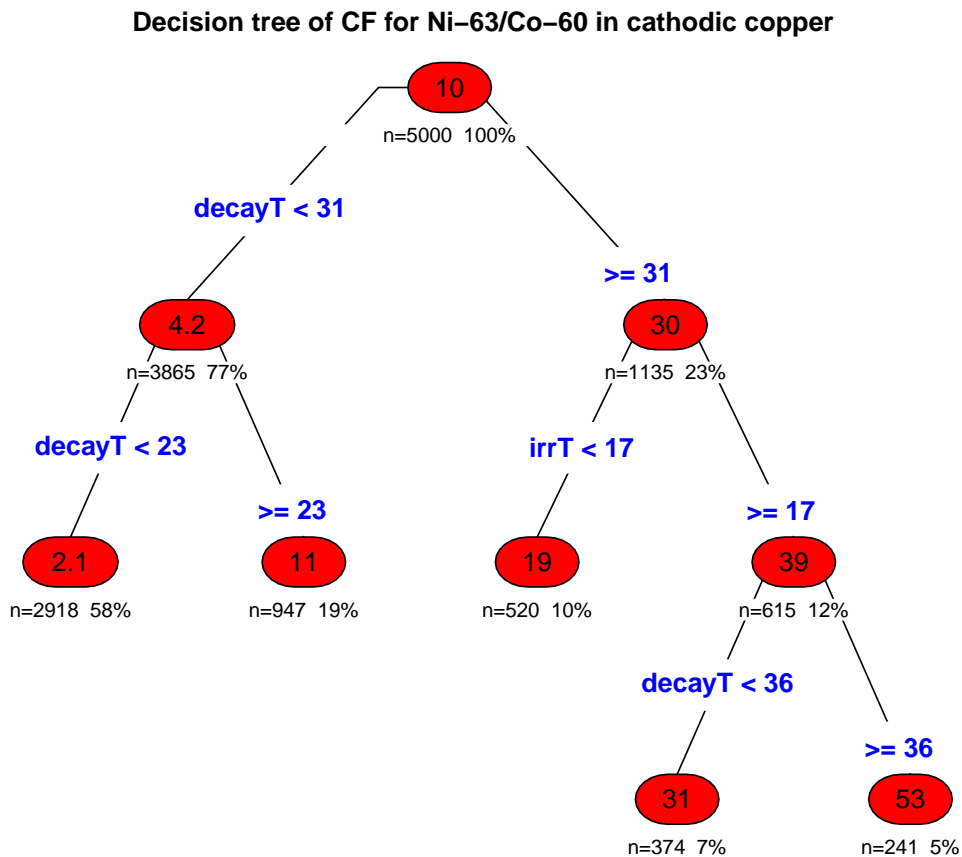 Decision tree of CF for Ni−63/Co−60 in cathodic copper
10
n=5000 100%
decayT < 31
>= 31
4.2
n=3865 77%
30
n=1135 23%
decayT < 23
>= 23
irrT < 17
>= 17
2.1
n=2918 58%
11
n=947 19%
19
n=520 10%
39
n=615 12%
decayT < 36
>= 36
31
n=374 7%
53
n=241 5%